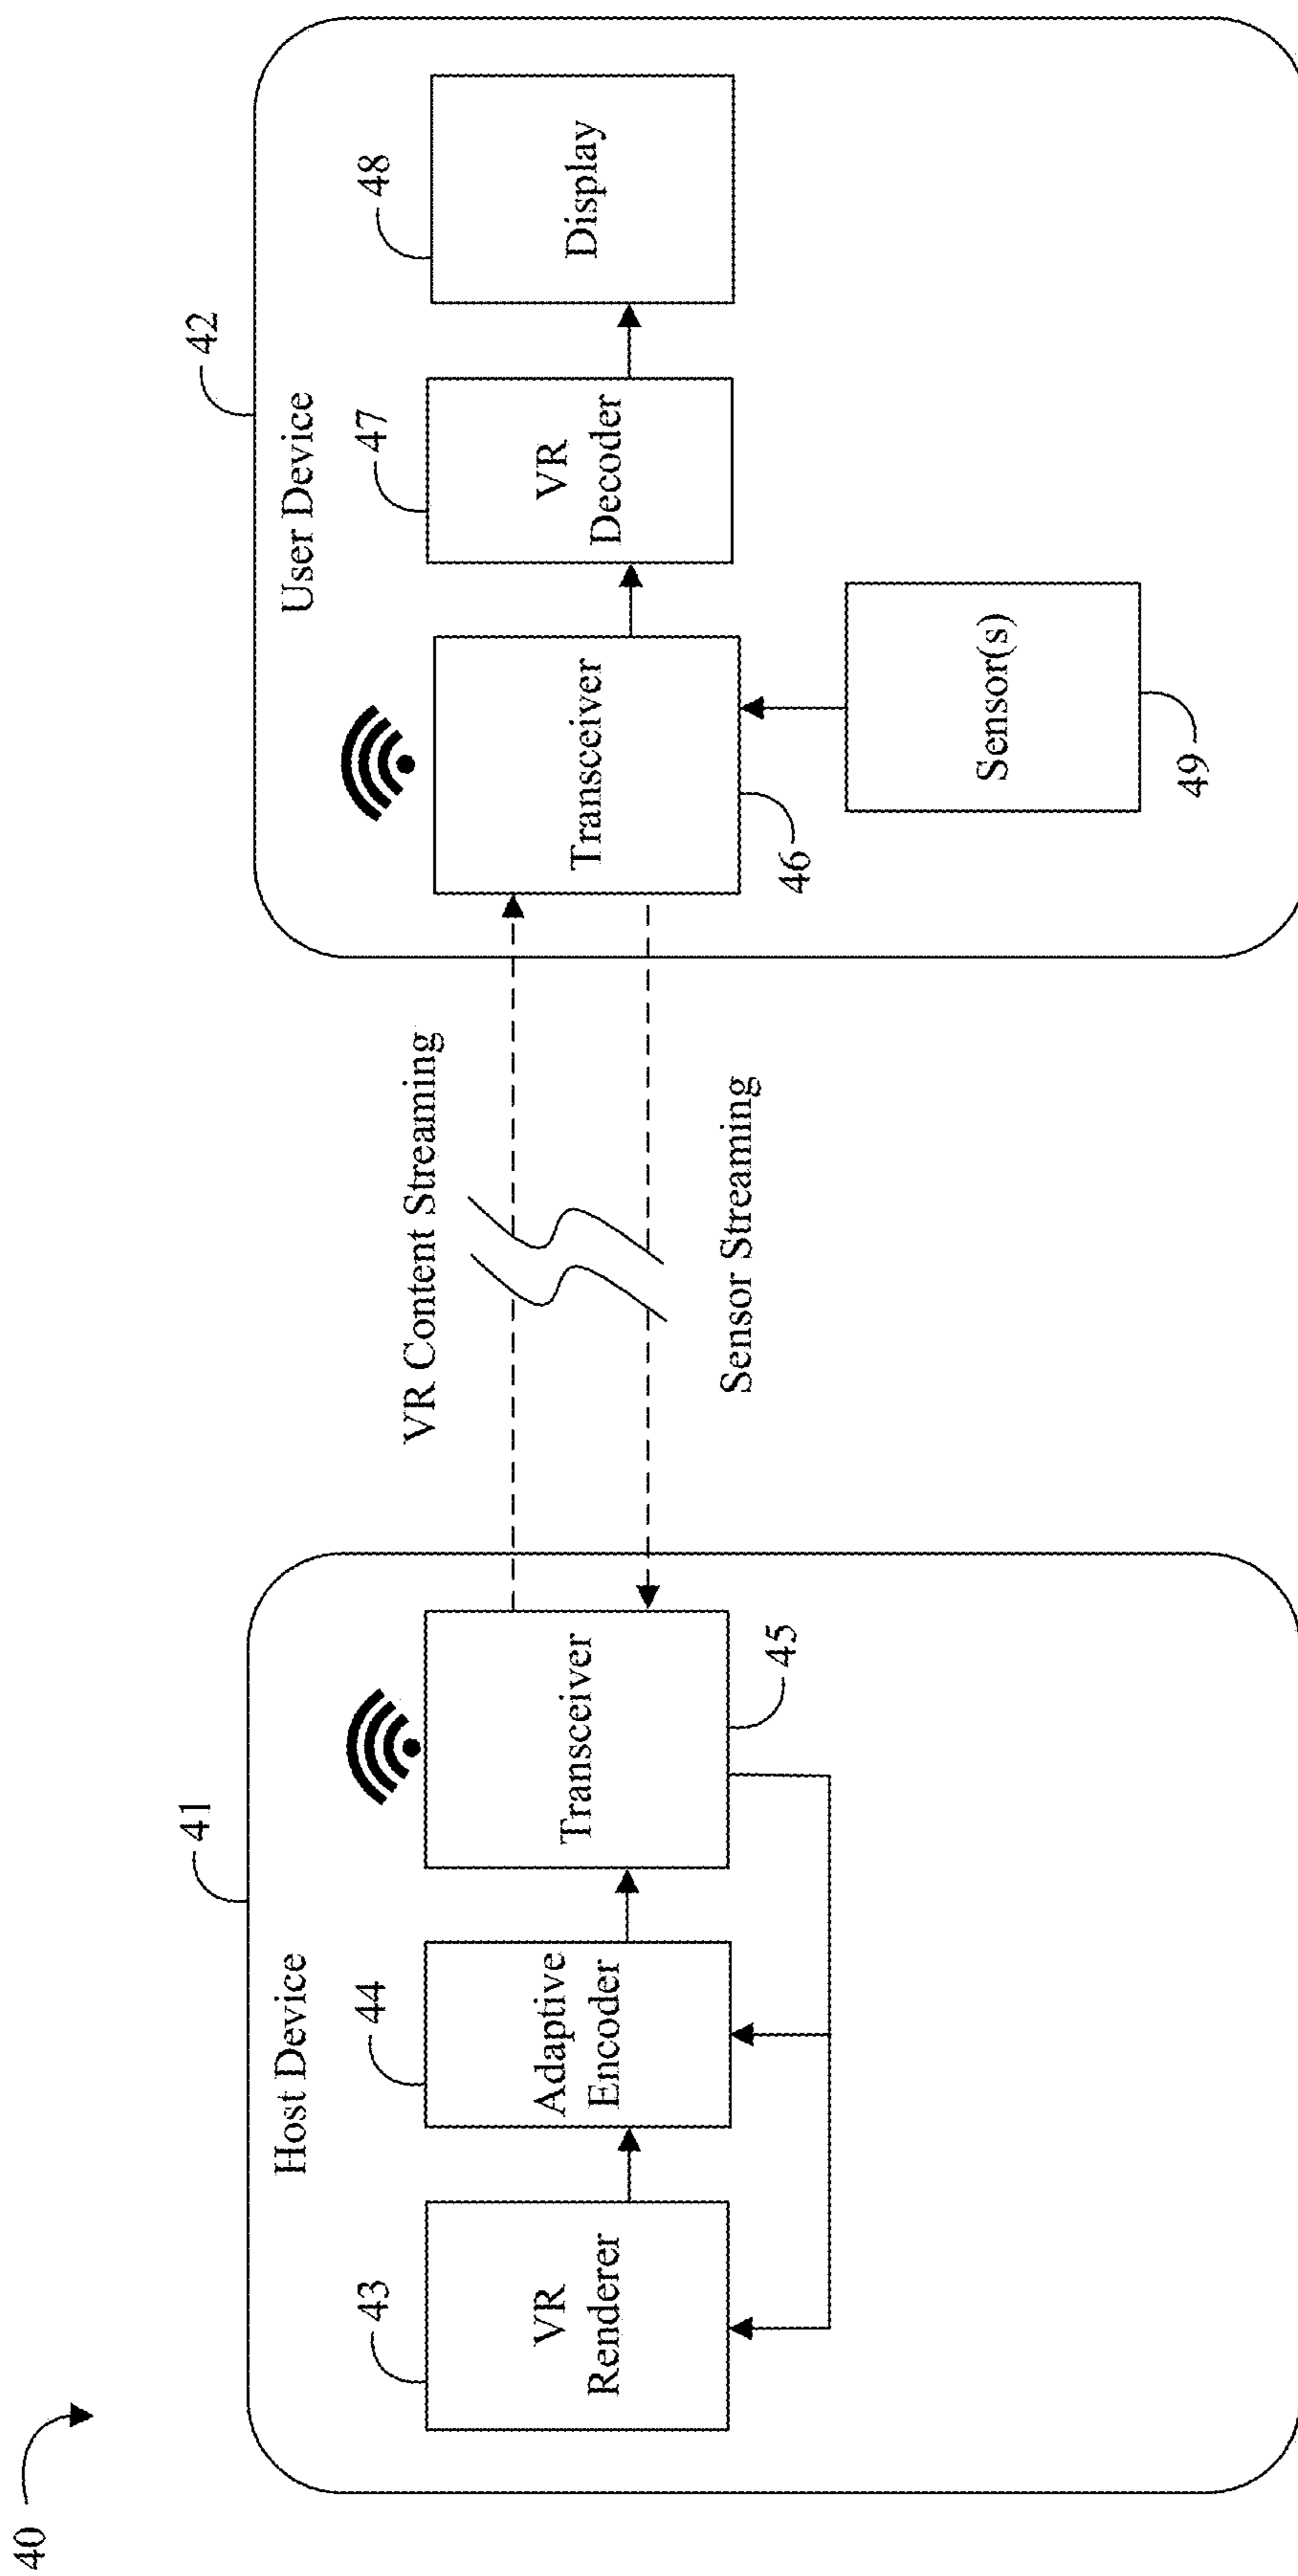 40
41
Host Device
43
VR
Renderer
44
Adaptive
Encoder
Transceiver
45
VR Content Streaming
Sensor Streaming
42
User Device
Transceiver
46
47
VR
Decoder
48
Display
Sensor(s)
49